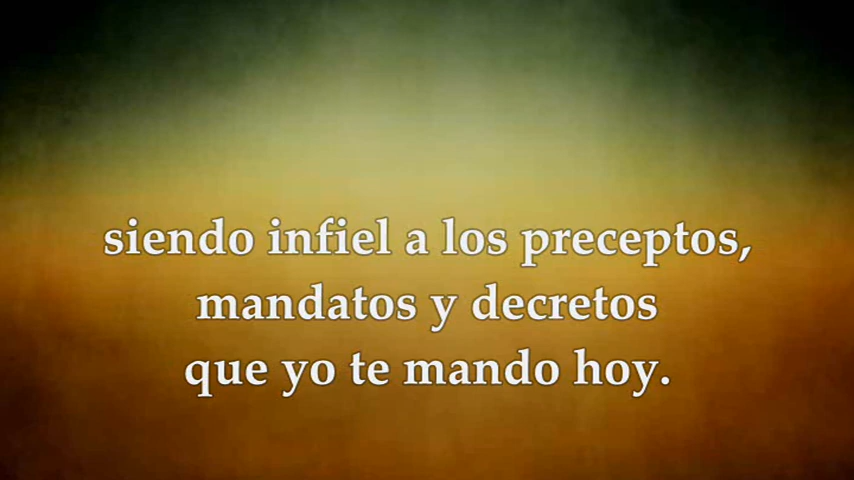 siendo infiel a los preceptos,
mandatos y decretos
que yo te mando hoy.